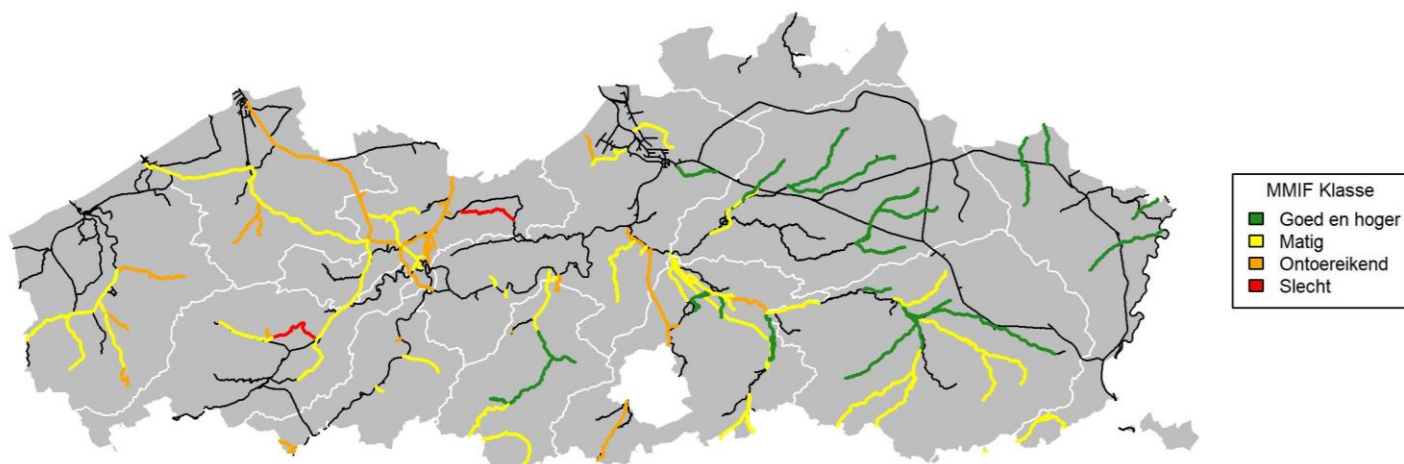 MMIF Klasse
Goed en hoger
Matig
Ontoereikend
Slecht